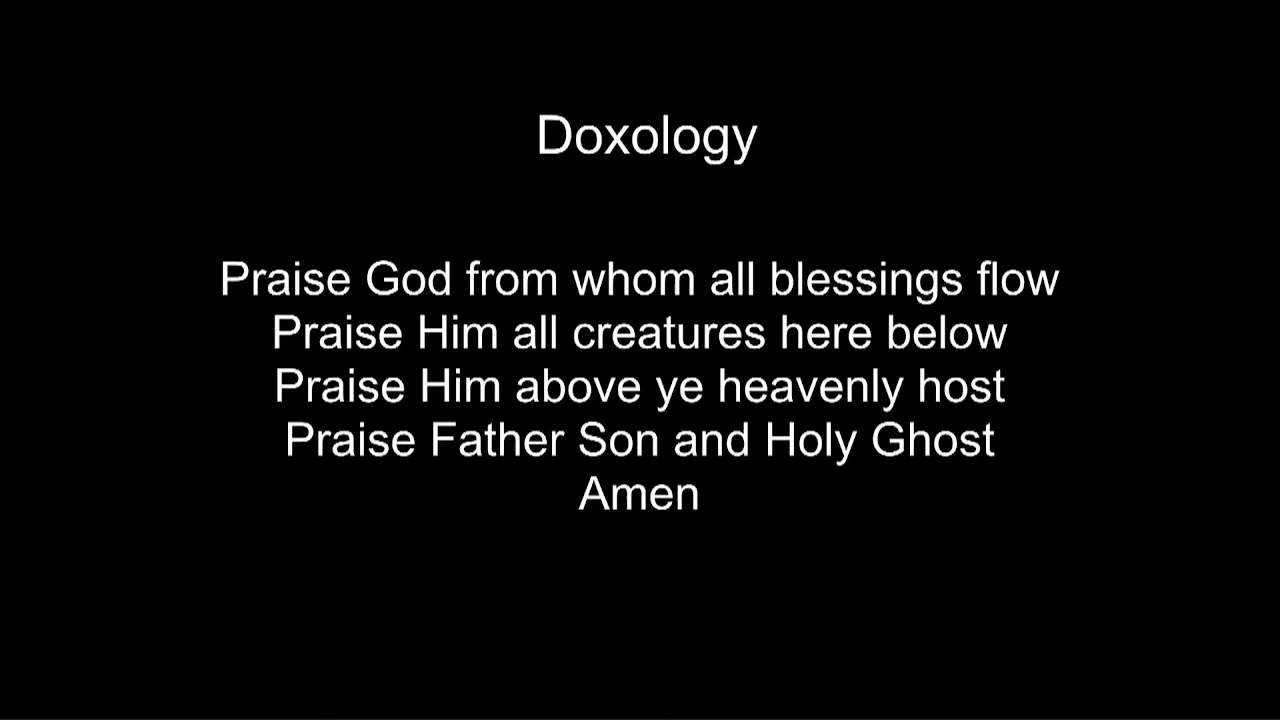 Doxology
Praise God from whom all blessings flow
Praise Him all creatures here below
Praise Him above ye heavenly host
Praise Father Son and Holy Ghost
Amen